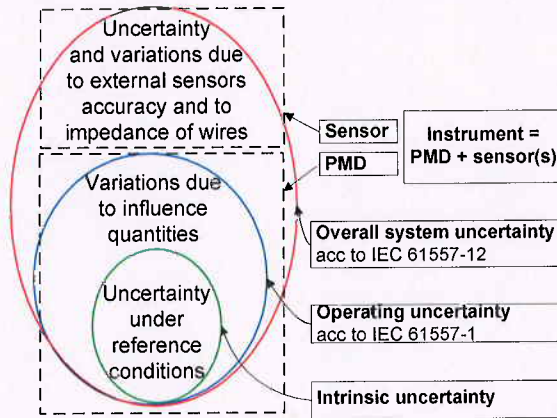 Uncertainty
and variations due
to external sensors
accuracy and to
impedance of wires
Sensor
PMD
Instrument =
PMD + sensor(s)
Variations due
to influence
quantities
Overall system uncertainty
acc to IEC 61557-12
Uncertainty
under
reference
conditions
Operating uncertainty
acc to IEC 61557-1
Intrinsic uncertainty